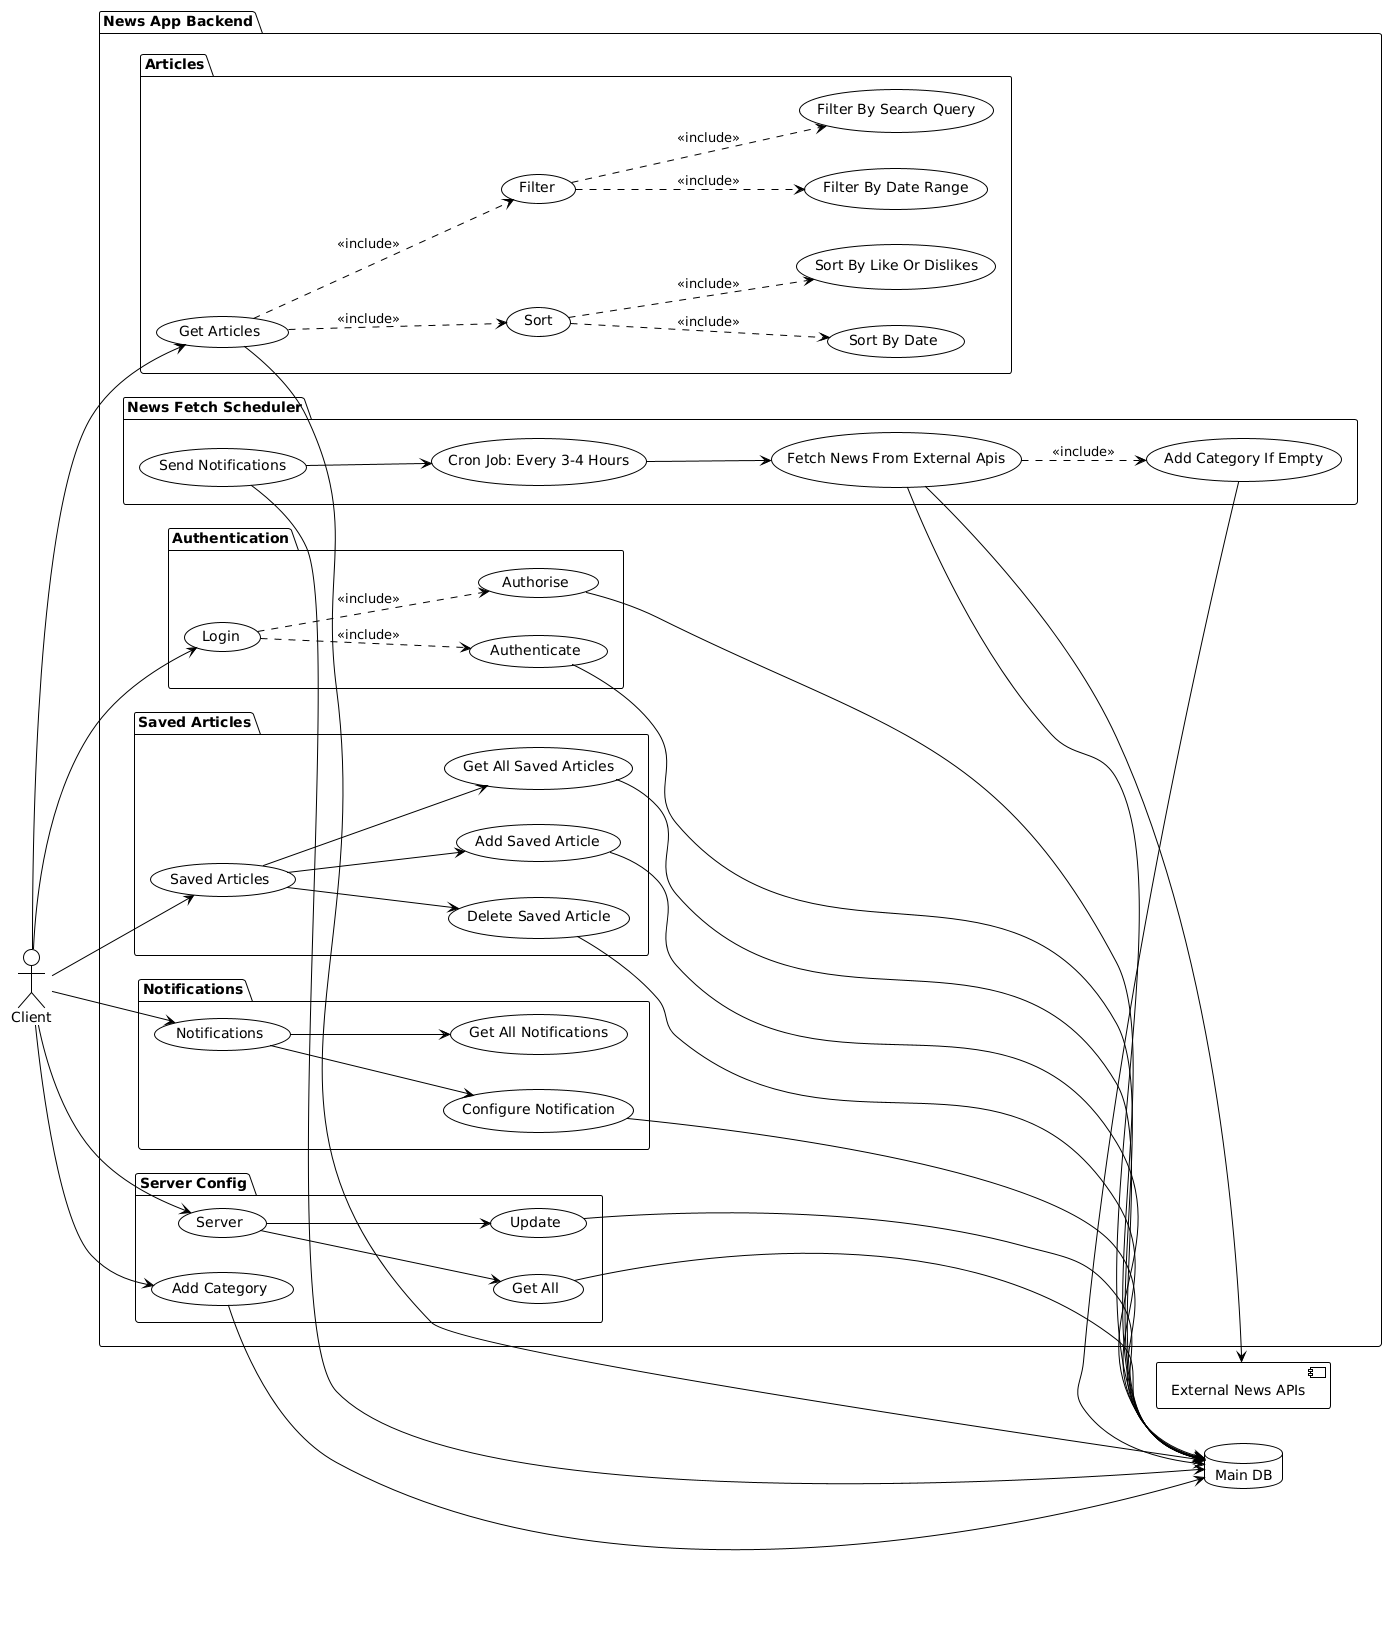 News App Backend
Articles
Filter By Search Query
«include»
Filter
«include»
Filter By Date Range
«include»
Sort By Like Or Dislikes
«include»
Get Articles
«include»
Sort
«include»
Sort By Date
News Fetch Scheduler
Send Notifications
Cron Job: Every 3-4 Hours
Fetch News From External Apis
«include»
Add Category If Empty
Authentication
Authorise
«include»
Login
«include»
Authenticate
Saved Articles
Get All Saved Articles
Add Saved Article
Saved Articles
Delete Saved Article
Client
Notifications
Notifications
Get All Notifications
Configure Notification
Server Config
Server
Update
Add Category
Get All
External News APIs
Main DB